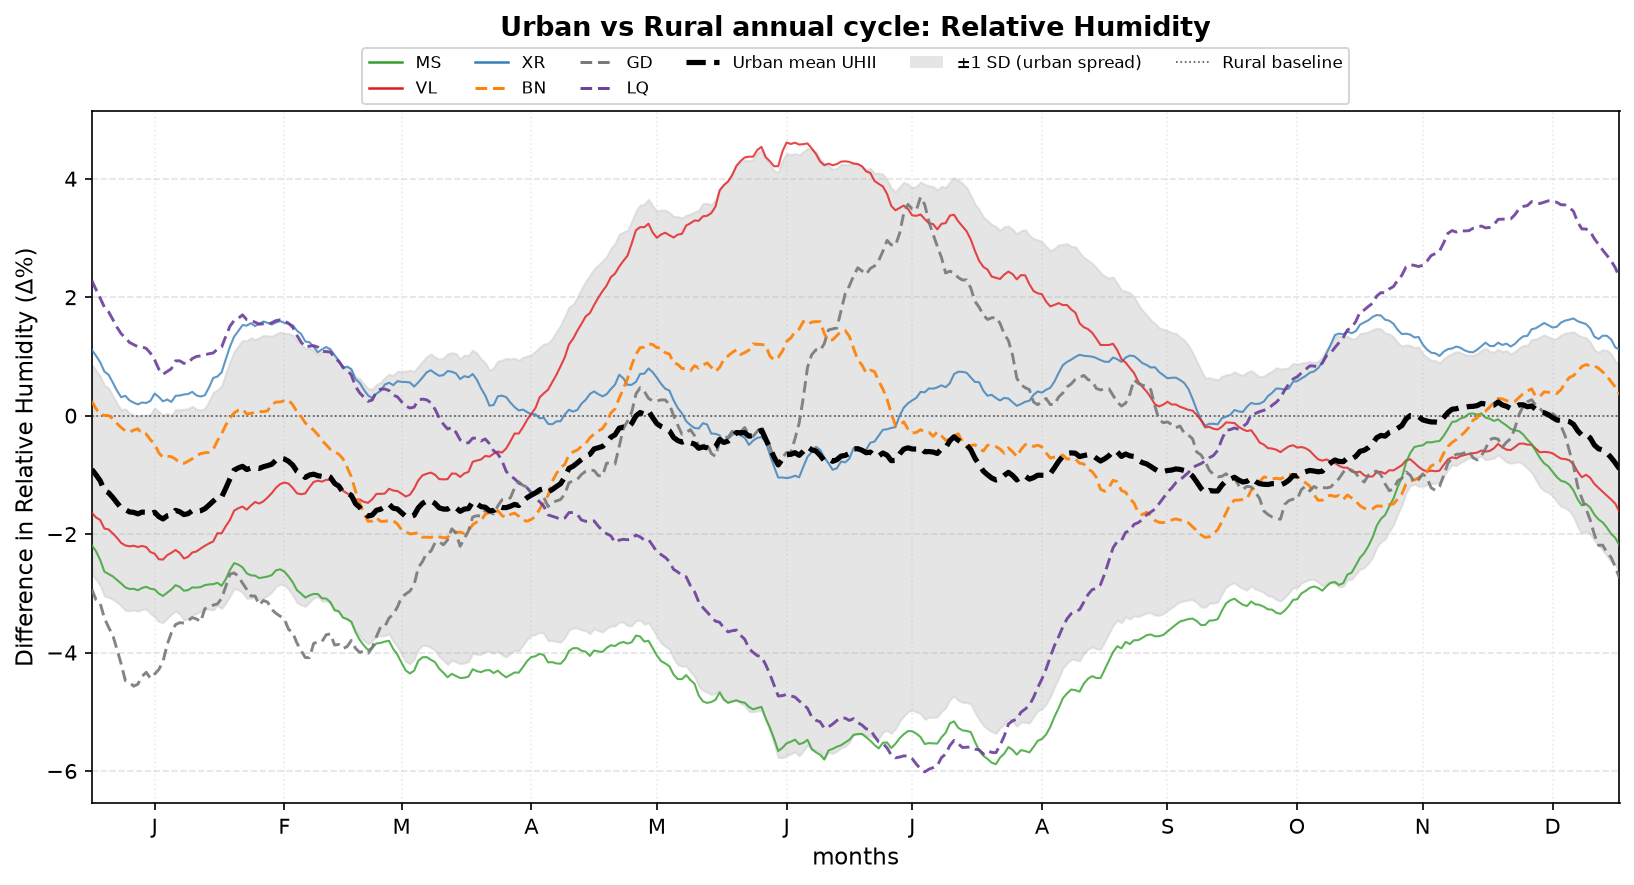 Urban vs Rural annual cycle: Relative Humidity
MS XR GD Urban mean UHII ±1 SD (urban spread) Rural baseline
VL BN LQ
Difference in Relative Humidity (Δ%)
4
2
0
−2
−4
−6
J F M A M J J A S O N D
months